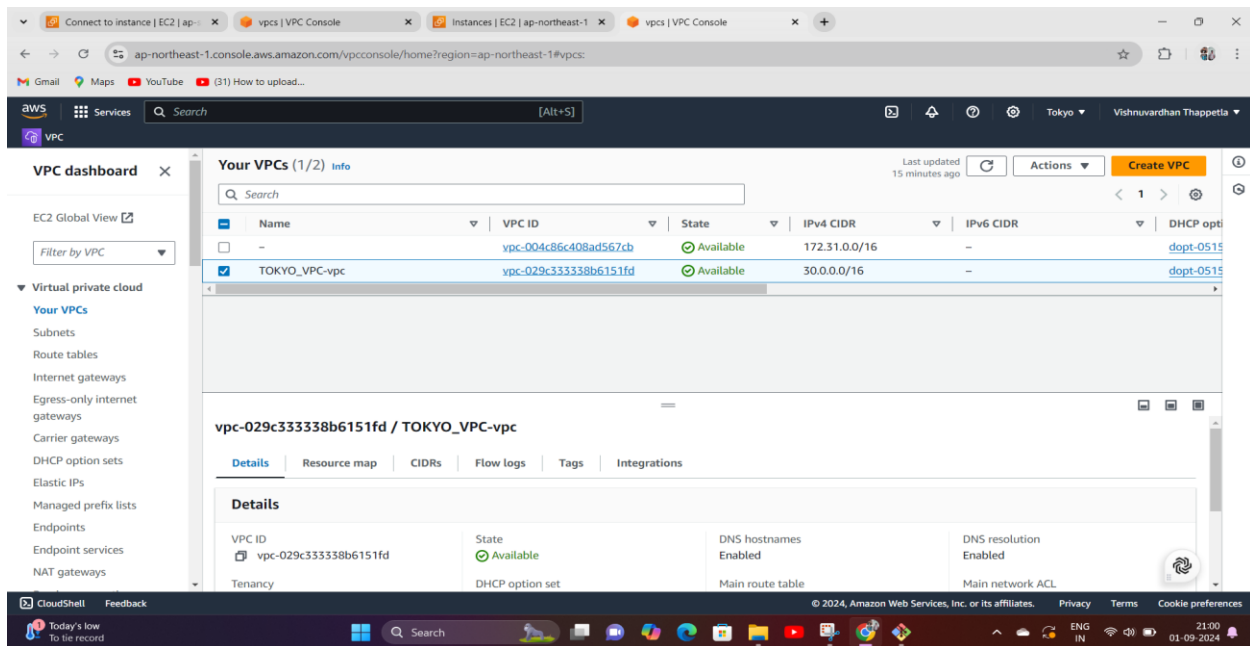 Connect to instance | EC2 | ap-s
vpcs | VPC Console
Instances | EC2 | ap-northeast-1
vpcs | VPC Console
ap-northeast-1.console.aws.amazon.com/vpcconsole/home?region=ap-northeast-1#vpcs:
Gmail Maps YouTube (31) How to upload...
aws Services Search [Alt+S] Tokyo Vishnuvardhan Thappetla
VPC
VPC dashboard
EC2 Global View
Filter by VPC
Virtual private cloud
Your VPCs
Subnets
Route tables
Internet gateways
Egress-only internet
gateways
Carrier gateways
DHCP option sets
Elastic IPs
Managed prefix lists
Endpoints
Endpoint services
NAT gateways
Your VPCs (1/2) Info
Last updated
15 minutes ago
Actions
Create VPC
Search
1
Name VPC ID State IPv4 CIDR IPv6 CIDR DHCP opti
– vpc-004c86c408ad567cb Available 172.31.0.0/16 – dopt-0515
TOKYO_VPC-vpc vpc-029c333338b6151fd Available 30.0.0.0/16 – dopt-0515
vpc-029c333338b6151fd / TOKYO_VPC-vpc
Details Resource map CIDRs Flow logs Tags Integrations
Details
VPC ID State DNS hostnames DNS resolution
vpc-029c333338b6151fd Available Enabled Enabled
Tenancy DHCP option set Main route table Main network ACL
CloudShell Feedback © 2024, Amazon Web Services, Inc. or its affiliates. Privacy Terms Cookie preferences
1
Today's low
To tie record
Search
ENG
IN
21:00
01-09-2024